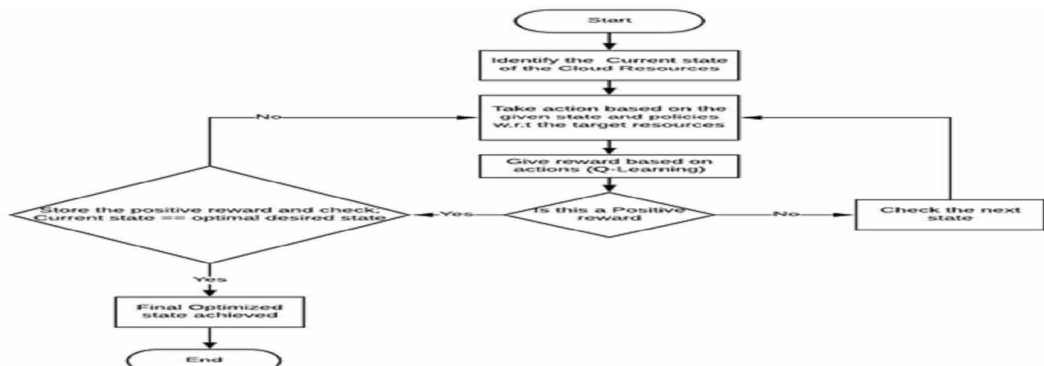 Start
Identify the Current state
of the Cloud Resources
Take action based on the
given state and policies
w.r.t the target resources
No
Give reward based on
actions (Q-Learning)
Is this a Positive
reward
Yes
No
Check the next
state
Store the positive reward and check,
Current state == optimal desired state
Yes
Final Optimized
state achieved
End